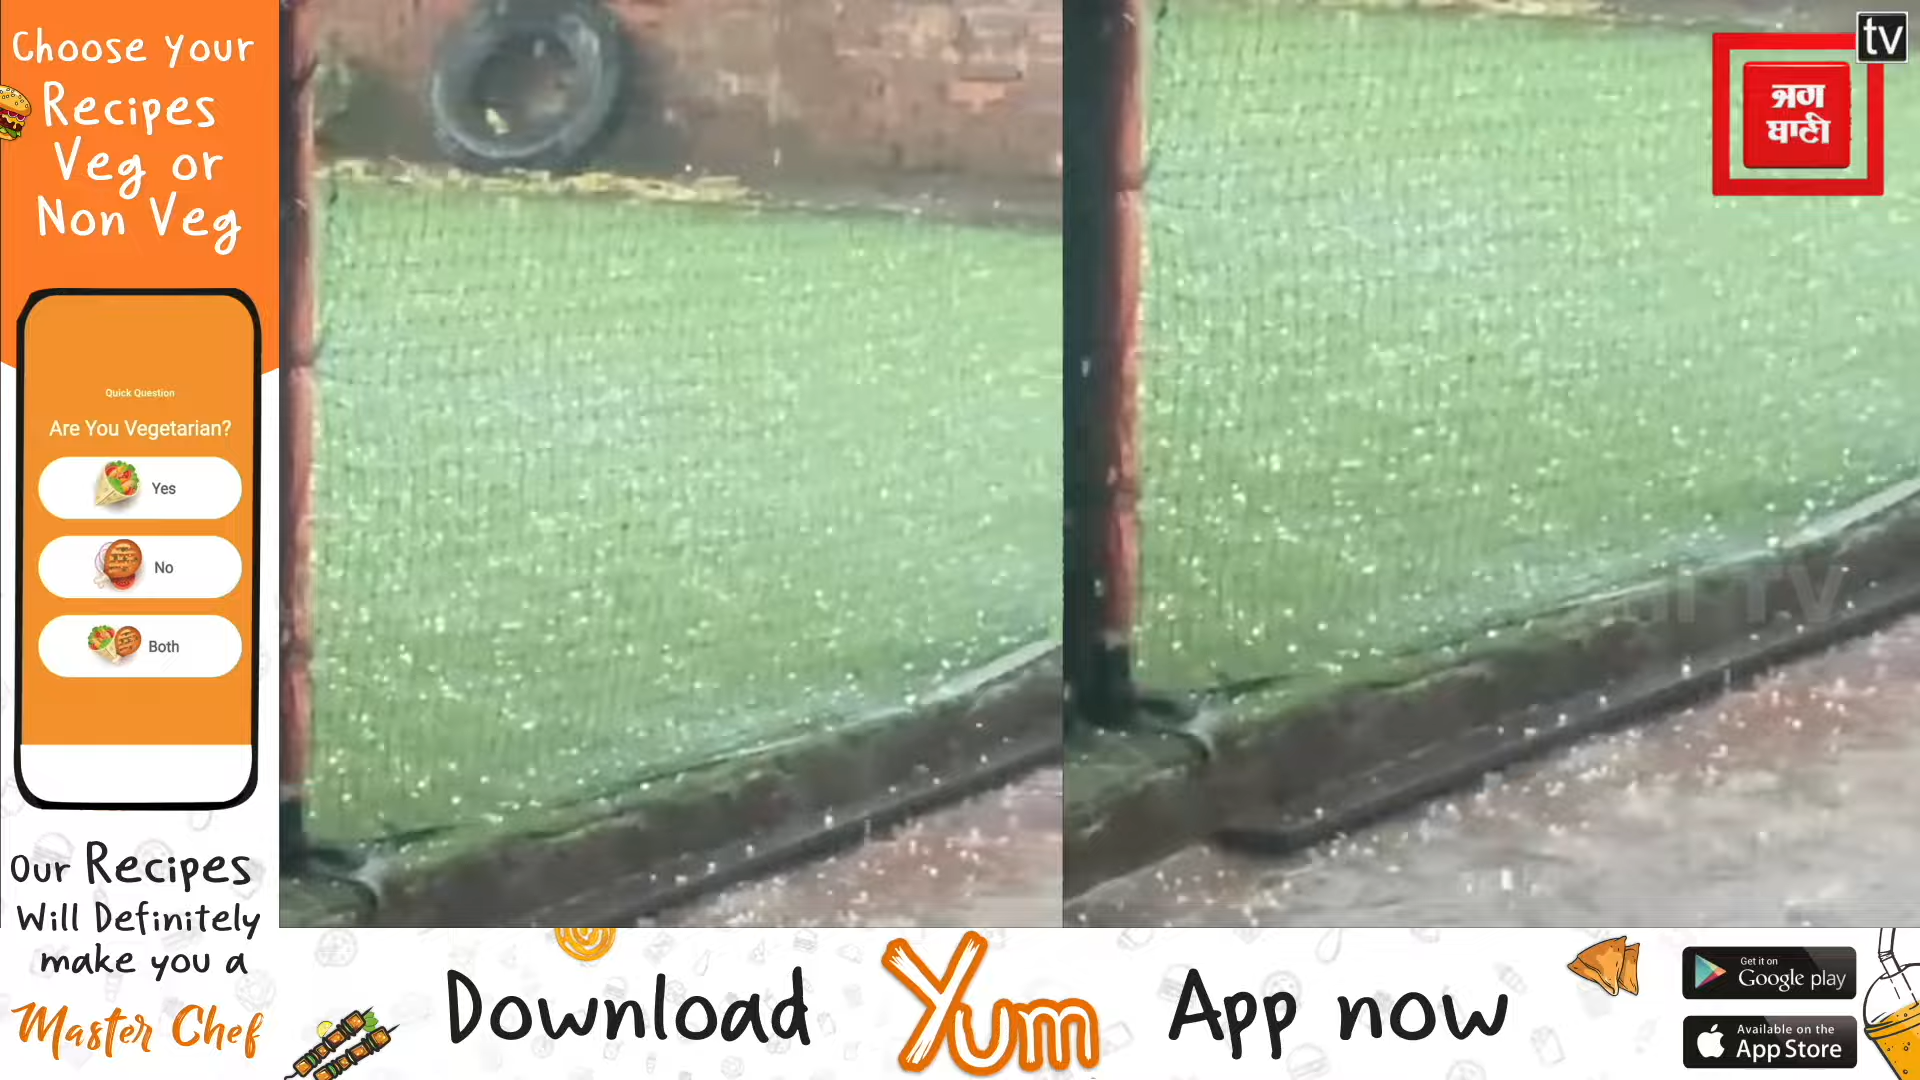 Choose your
Recipes
Veg or
Non Veg
Quick Question
Are You Vegetarian?
Yes
No
Both
Our Recipes
Will Definitely
make you a
Master Chef
Download Yum App now
Get it on
Google play
Available on the
App Store
tv
ਜਗ
ਬਾਣੀ
TV